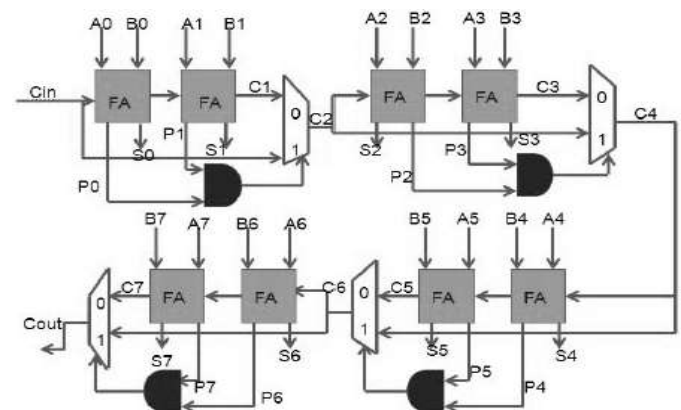 A0 B0 A1 B1 A2 B2 A3 B3
Cin FA FA C1 0 1 C2 FA FA C3 0 1 C4
P1 S0 S1 S2 P3 S3
P0 P2
B7 A7 B6 A6 B5 A5 B4 A4
Cout 0 1 C7 FA FA C6 0 1 C5 FA FA
S7 S6 S5 S4
P7 P6 P5 P4